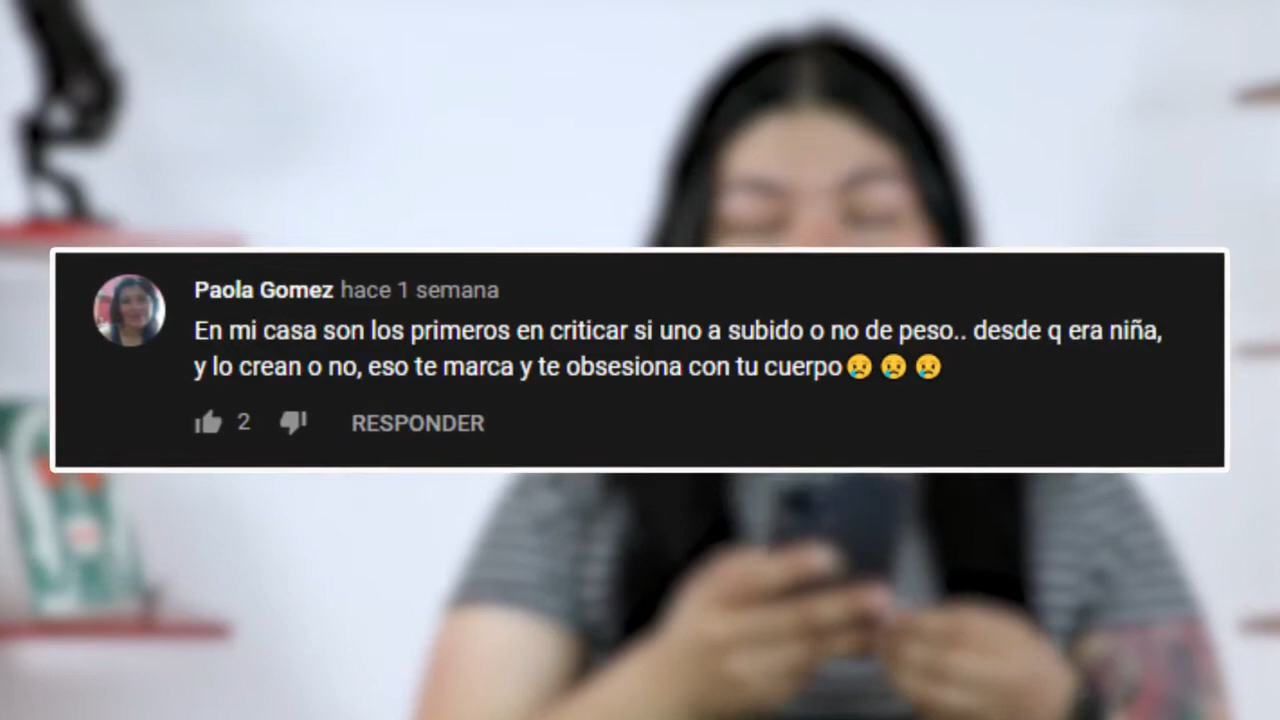 Paola Gomez hace 1 semana
En mi casa son los primeros en criticar si uno a subido o no de peso.. desde q era niña,
y lo crean o no, eso te marca y te obsesiona con tu cuerpo😢 😢 😢
2 RESPONDER